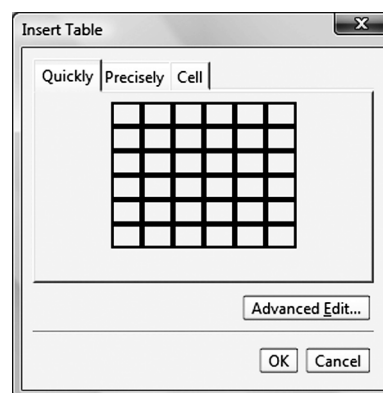 Insert Table
Quickly Precisely Cell
Advanced Edit...
OK Cancel